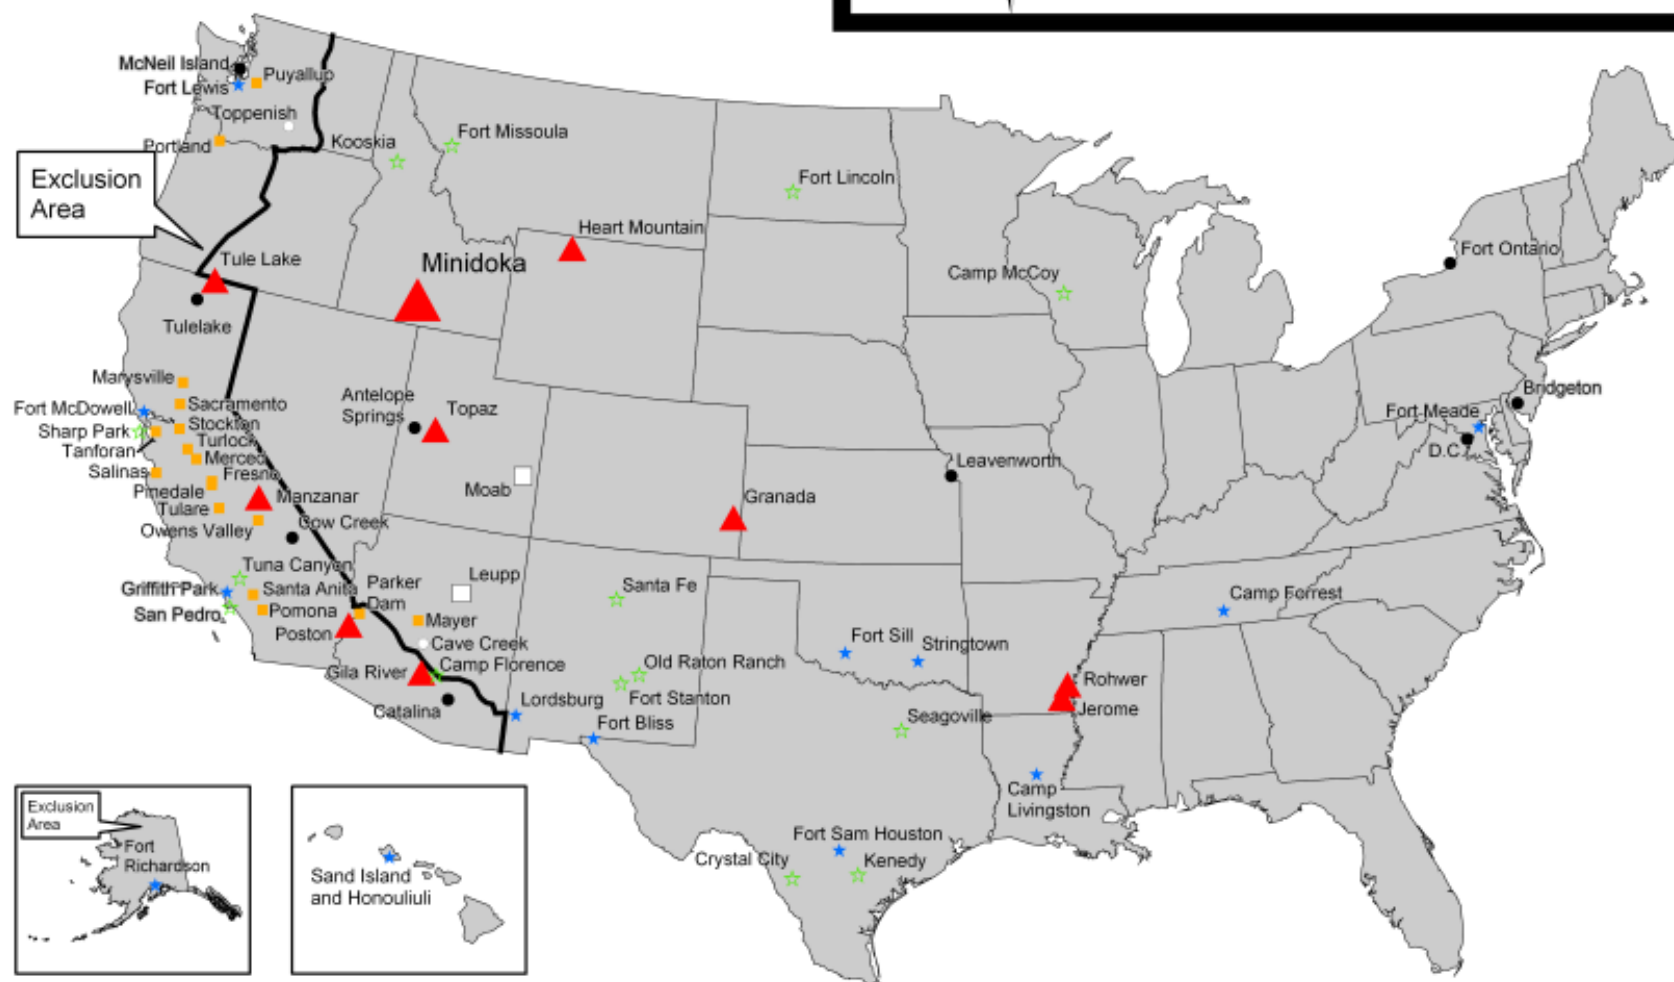 McNeil Island
Puyallup
Fort Lewis
Toppenish
Portland
Kooskia
Fort Missoula
Fort Lincoln
Exclusion
Area
Heart Mountain
Tule Lake
Minidoka
Camp McCoy
Fort Ontario
Tulelake
Marysville
Antelope
Springs
Topaz
Bridgeton
Fort McDowell
Sacramento
Fort Meade
Sharp Park
Stockton
Tanforan
Turlock
D.C.
Merced
Leavenworth
Salinas
Fresno
Moab
Pinedale
Manzanar
Granada
Tulare
Owens Valley
Cow Creek
Tuna Canyon
Parker
Dam
Leupp
Santa Fe
Griffith Park
Santa Anita
Camp Forrest
San Pedro
Pomona
Mayer
Poston
Cave Creek
Fort Sill
Stringtown
Gila River
Camp Florence
Old Raton Ranch
Rohwer
Catalina
Lordsburg
Fort Stanton
Jerome
Fort Bliss
Seagoville
Camp
Livingston
Exclusion
Area
Fort
Richardson
Sand Island
and Honouliuli
Fort Sam Houston
Crystal City
Kenedy